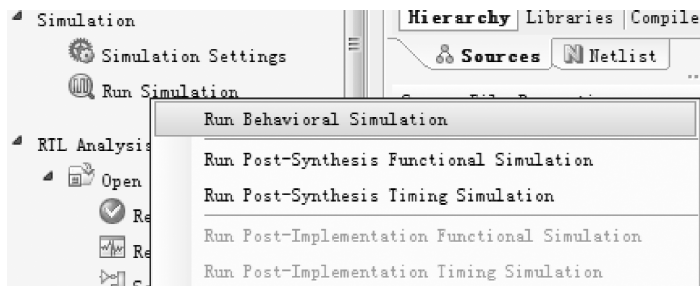 Simulation
Simulation Settings
Run Simulation
RTL Analysis
Open
Hierarchy Libraries Compile
Sources Netlist
Run Behavioral Simulation
Run Post-Synthesis Functional Simulation
Run Post-Synthesis Timing Simulation
Run Post-Implementation Functional Simulation
Run Post-Implementation Timing Simulation